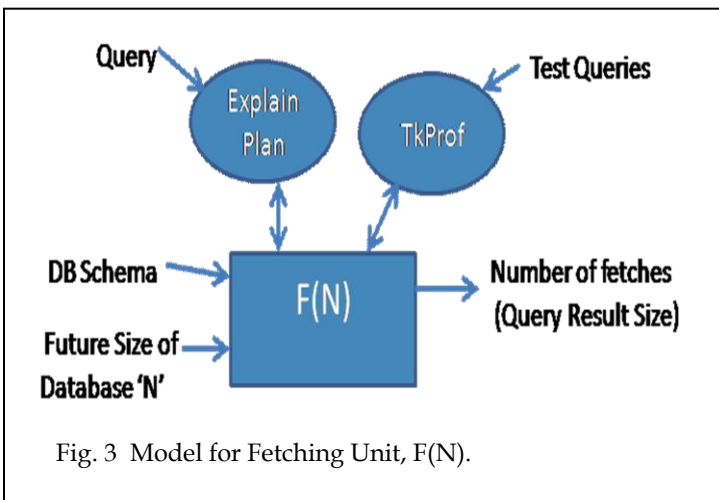 Query
Test Queries
Explain
Plan
TkProf
DB Schema
F(N)
Number of fetches
(Query Result Size)
Future Size of
Database ‘N’
Fig. 3  Model for Fetching Unit, F(N).